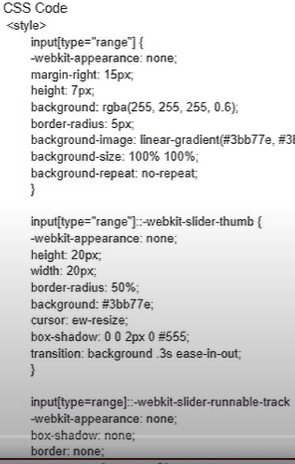 CSS Code
<style>
input[type="range"] {
-webkit-appearance: none;
margin-right: 15px;
height: 7px;
background: rgba(255, 255, 255, 0.6);
border-radius: 5px;
background-image: linear-gradient(#3bb77e, #3b
background-size: 100% 100%;
background-repeat: no-repeat;
}
input[type="range"]::-webkit-slider-thumb {
-webkit-appearance: none;
height: 20px;
width: 20px;
border-radius: 50%;
background: #3bb77e;
cursor: ew-resize;
box-shadow: 0 0 2px 0 #555;
transition: background .3s ease-in-out;
}
input[type=range]::-webkit-slider-runnable-track
-webkit-appearance: none;
box-shadow: none;
border: none;